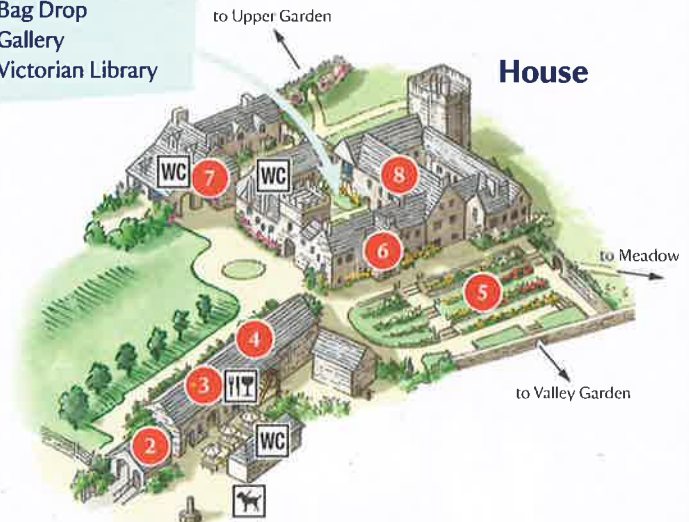 Bag Drop
Gallery
Victorian Library
to Upper Garden
House
WC
7
WC
8
6
to Meadow
5
4
3
to Valley Garden
2
WC